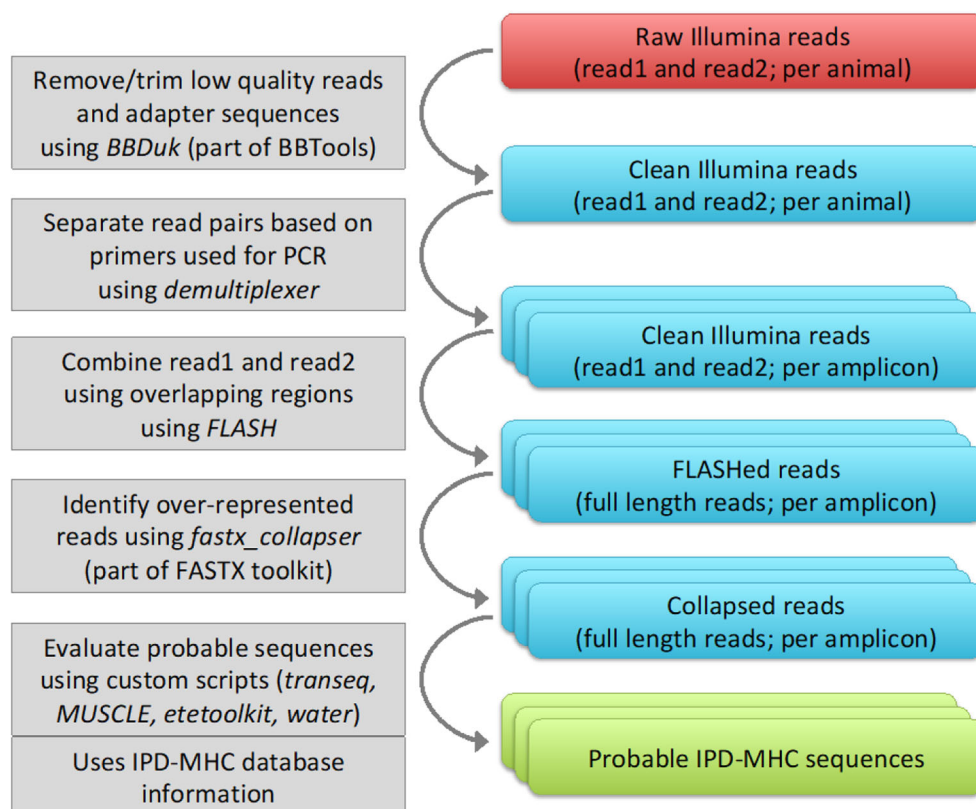 Raw Illumina reads
(read1 and read2; per animal)
Remove/trim low quality reads
and adapter sequences
using BBDuk (part of BBTools)
Clean Illumina reads
(read1 and read2; per animal)
Separate read pairs based on
primers used for PCR
using demultiplexer
Clean Illumina reads
(read1 and read2; per amplicon)
Combine read1 and read2
using overlapping regions
using FLASH
FLASHed reads
(full length reads; per amplicon)
Identify over-represented
reads using fastx_collapser
(part of FASTX toolkit)
Collapsed reads
(full length reads; per amplicon)
Evaluate probable sequences
using custom scripts (transeq,
MUSCLE, etetoolkit, water)
Uses IPD-MHC database
information
Probable IPD-MHC sequences